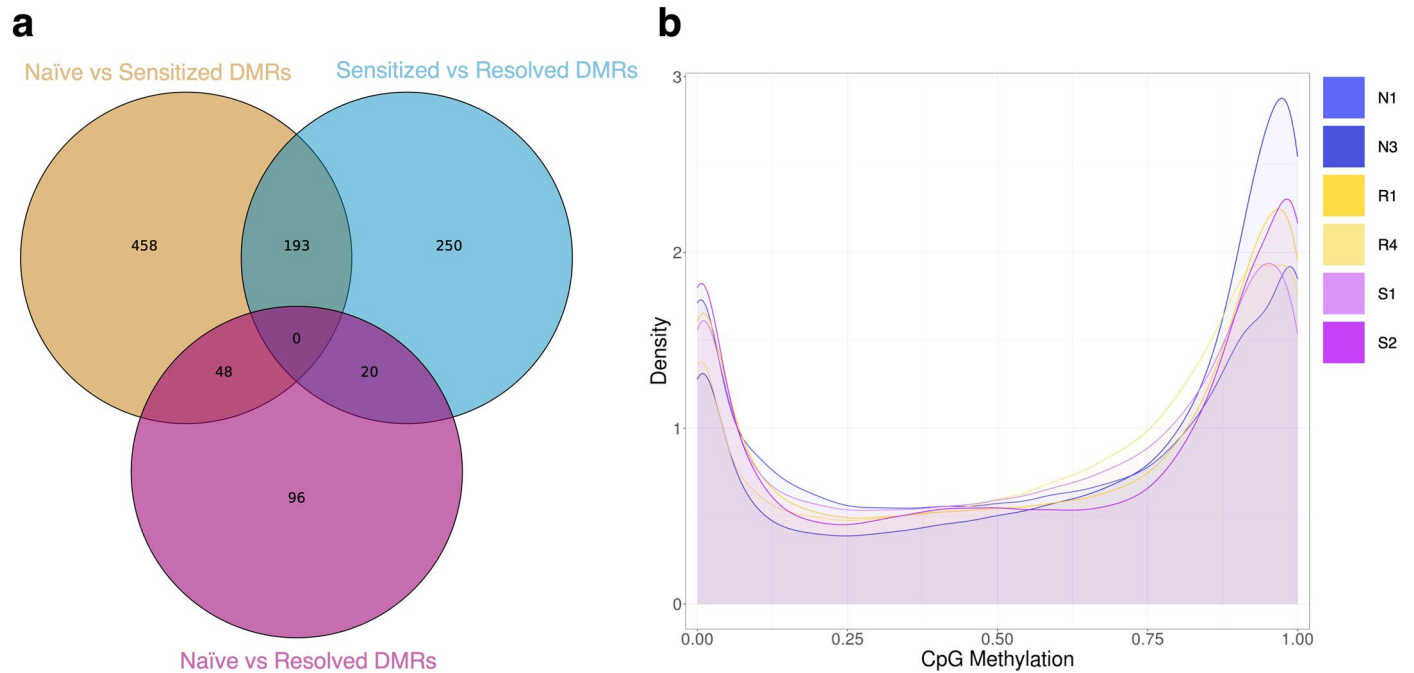 a
Naïve vs Sensitized DMRs
Sensitized vs Resolved DMRs
458
193
250
0
48
20
96
Naïve vs Resolved DMRs
b
3
2
1
0
Density
0.00
0.25
0.50
0.75
1.00
CpG Methylation
N1
N3
R1
R4
S1
S2